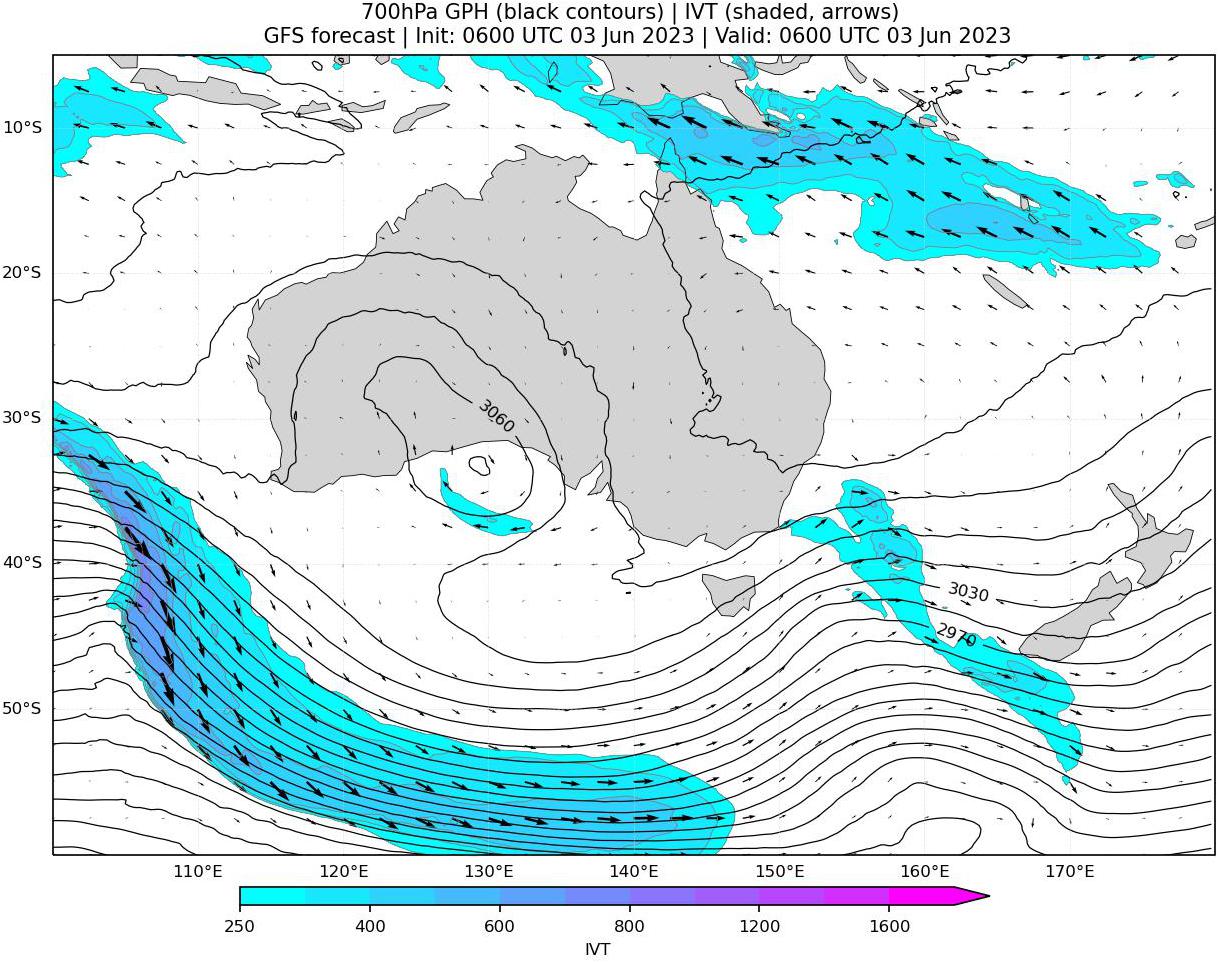 700hPa GPH (black contours) | IVT (shaded, arrows)
GFS forecast | Init: 0600 UTC 03 Jun 2023 | Valid: 0600 UTC 03 Jun 2023
10°S
20°S
30°S
3060
40°S
3030
2970
50°S
110°E 120°E 130°E 140°E 150°E 160°E 170°E
250 400 600 800 1200 1600
IVT